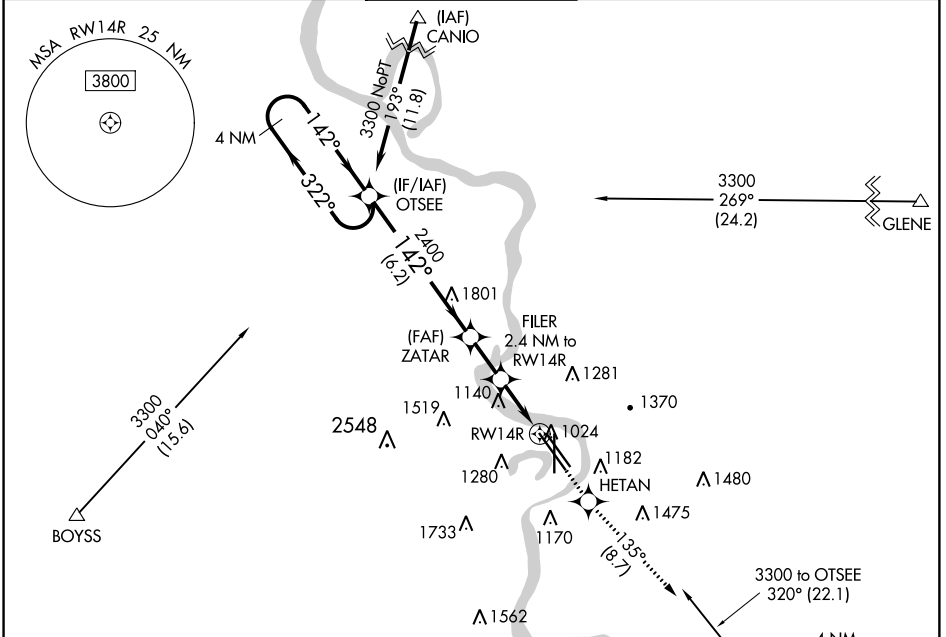 MSA RW14R 25 NM
3800
(IAF)
CANIO
3300 NoPT
193°
(11.8)
4 NM
142°
322°
(IF/IAF)
OTSEE
3300
269°
(24.2)
GLENE
2400
142°
(6.2)
1801
(FAF)
ZATAR
FILER
2.4 NM to
RW14R
1281
1140
1370
1519
2548
RW14R
1024
1280
1182
HETAN
1480
1475
3300
040°
(15.6)
BOYSS
1733
1170
135°
(8.7)
3300 to OTSEE
320° (22.1)
1562
4 NM